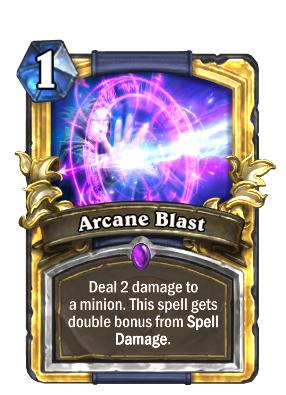 1
Arcane Blast
Deal 2 damage to
a minion. This spell gets
double bonus from Spell
Damage.